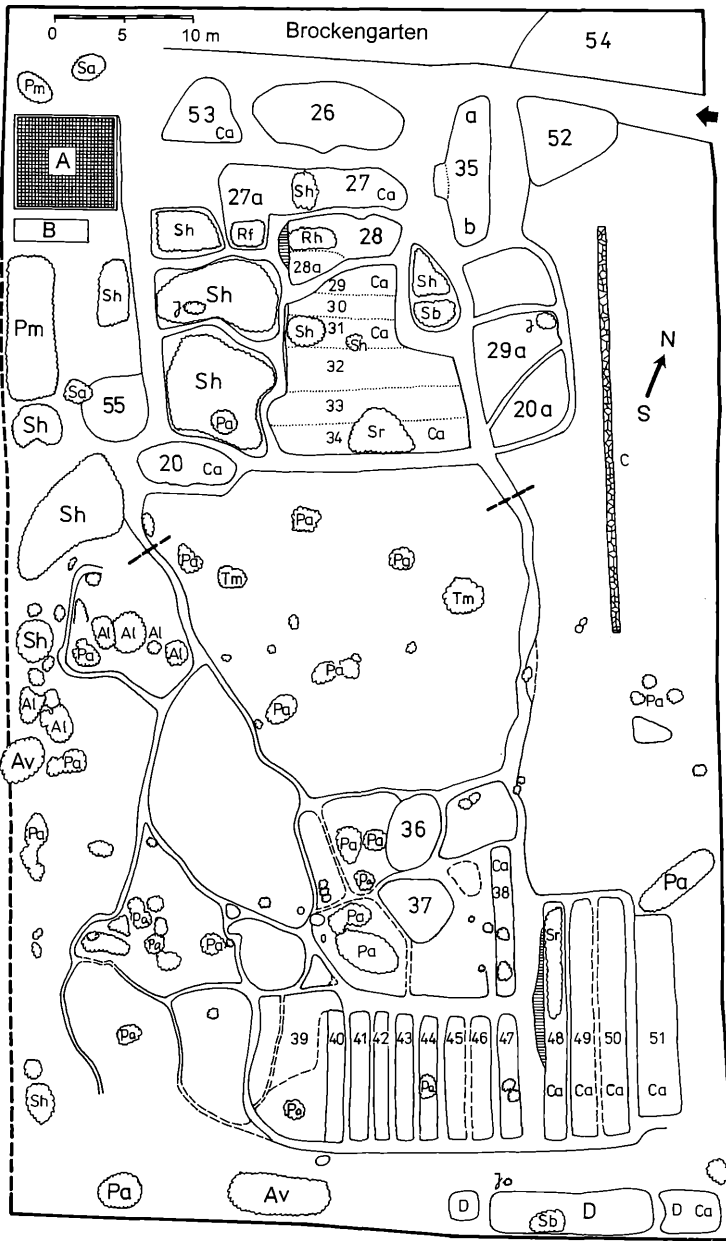 0 5 10 m
Brockengarten
54
Sa
Pm
53 Ca
26
a
35
b
52
A
B
27a
Sh
27 Ca
Sh
Rf
Rh
28
28a
Sh
Sb
Pm
Sh
Sh
29 Ca
30
Sh 31 Ca
Sh
32
33
34 Sr Ca
29a
20a
N
S
C
Sa
55
Sh
Sh
Pa
20 Ca
Sh
Pa
Pa
Tm
Pa
Tm
Sh
Al Al Al
Pa Al
Pa
Pa
Al
Al
Av
Pa
Pa
Pa
Pa Pa
36
Pa
Ca
38
Pa
37
Pa
Pa
Pa
Pa
Pa
Sr
Pa
39 40 41 42 43 44 45 46 47 48 49 50 51
Pa
Pa
Ca Ca Ca Ca
Sh
Pa
Av
D
Sb
D
D Ca